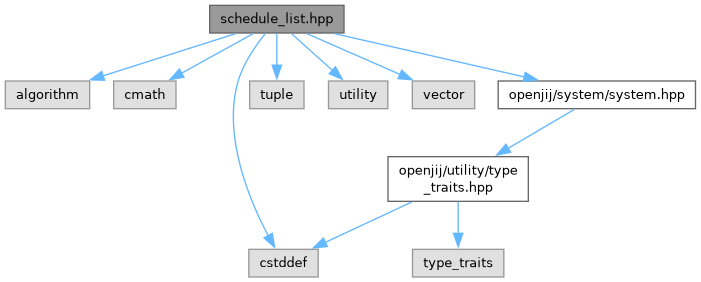 schedule_list.hpp
algorithm
cmath
tuple
utility
vector
openjij/system/system.hpp
openjij/utility/type
_traits.hpp
cstddef
type_traits